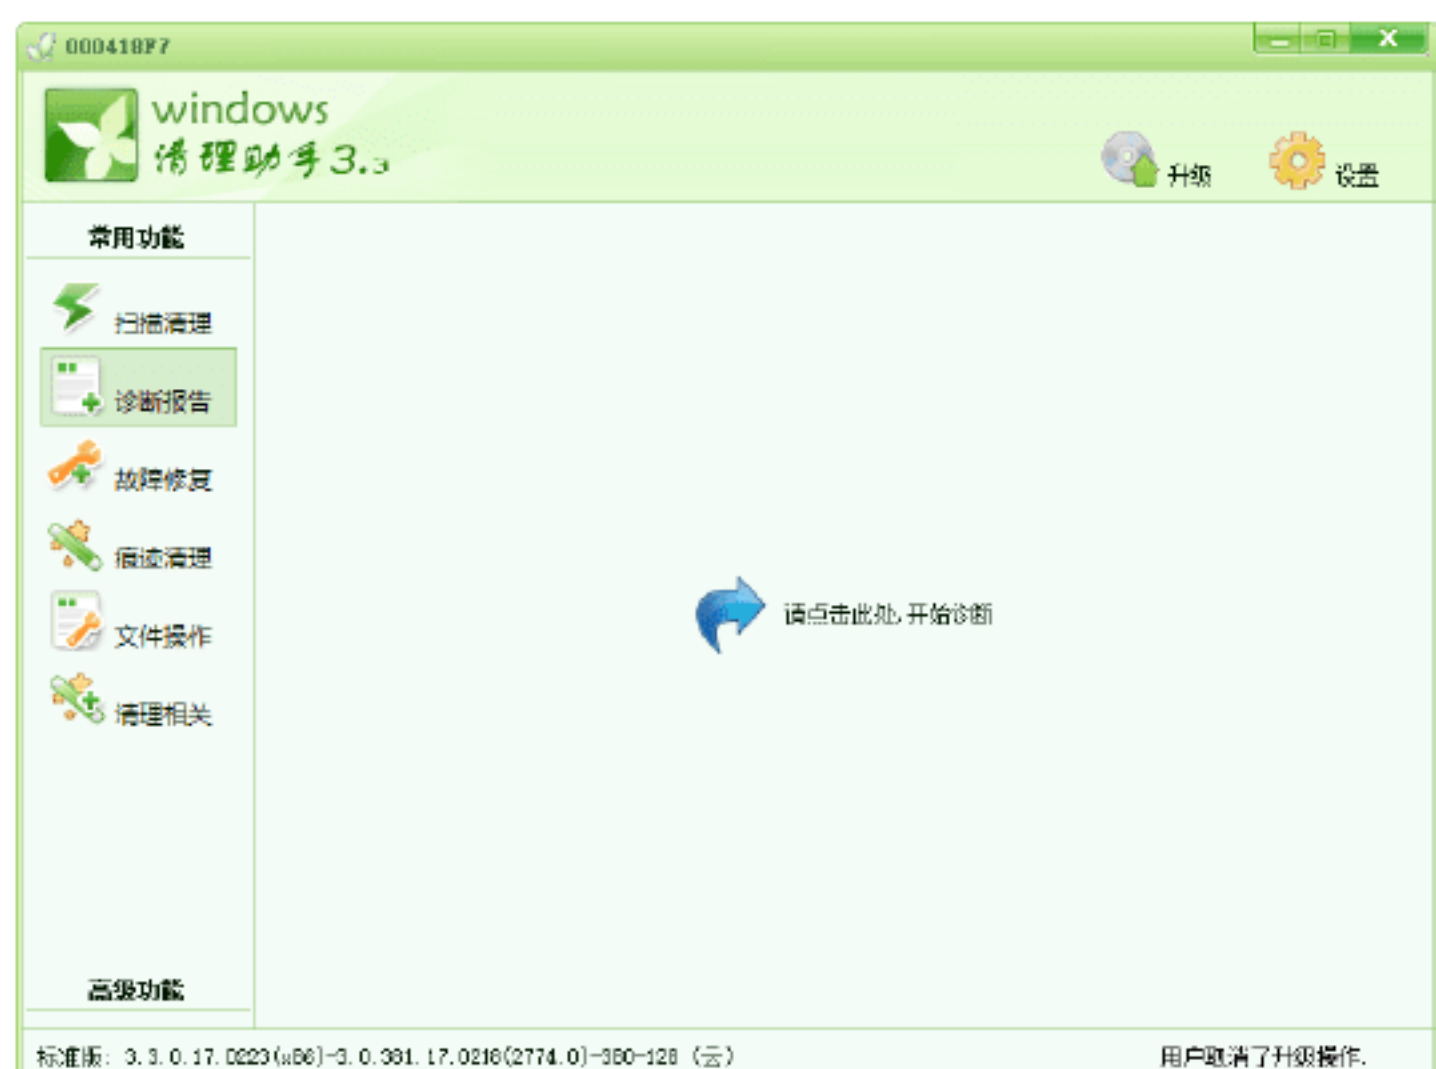 000418F7
windows
清理助手3.3
升级
设置
常用功能
扫描清理
诊断报告
故障修复
痕迹清理
文件操作
清理相关
请点击此处,开始诊断
高级功能
标准版: 3.3.0.17.0223(x86)-3.0.381.17.0216(2774.0)-380-128 (云)
用户取消了升级操作.